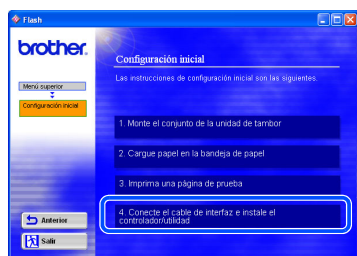 Flash
brother.
Menú superior
Configuración inicial
Configuración inicial
Las instrucciones de configuración inicial son las siguientes.
1. Monte el conjunto de la unidad de tambor
2. Cargue papel en la bandeja de papel
3. Imprima una página de prueba
4. Conecte el cable de interfaz e instale el
controlador/utilidad
Anterior
Salir